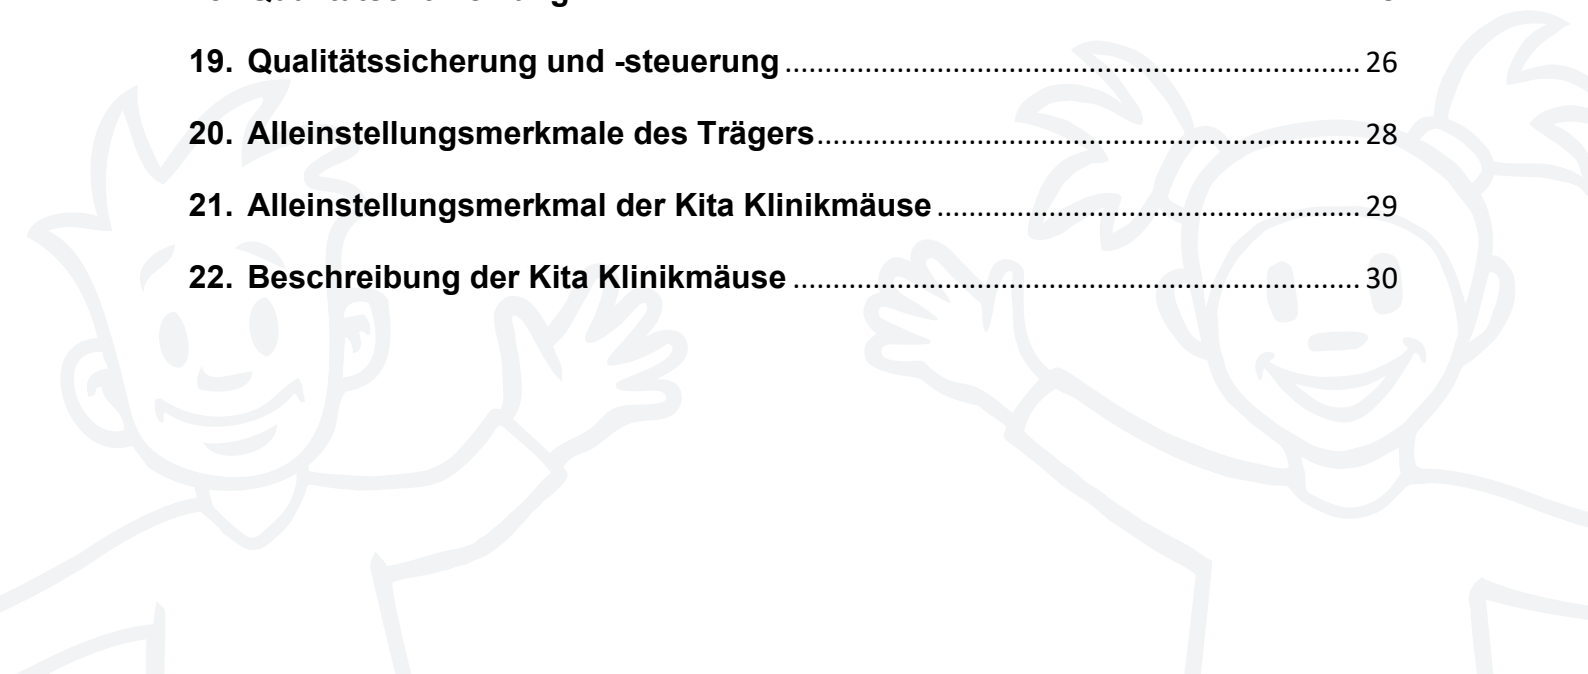 19. Qualitätssicherung und -steuerung 26
20. Alleinstellungsmerkmale des Trägers 28
21. Alleinstellungsmerkmal der Kita Klinikmäuse 29
22. Beschreibung der Kita Klinikmäuse 30